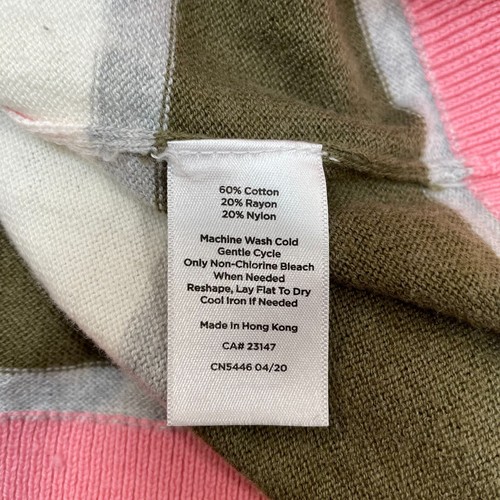 60% Cotton
20% Rayon
20% Nylon
Machine Wash Cold
Gentle Cycle
Only Non-Chlorine Bleach
When Needed
Reshape, Lay Flat To Dry
Cool Iron If Needed
Made In Hong Kong
CA# 23147
CN5446 04/20